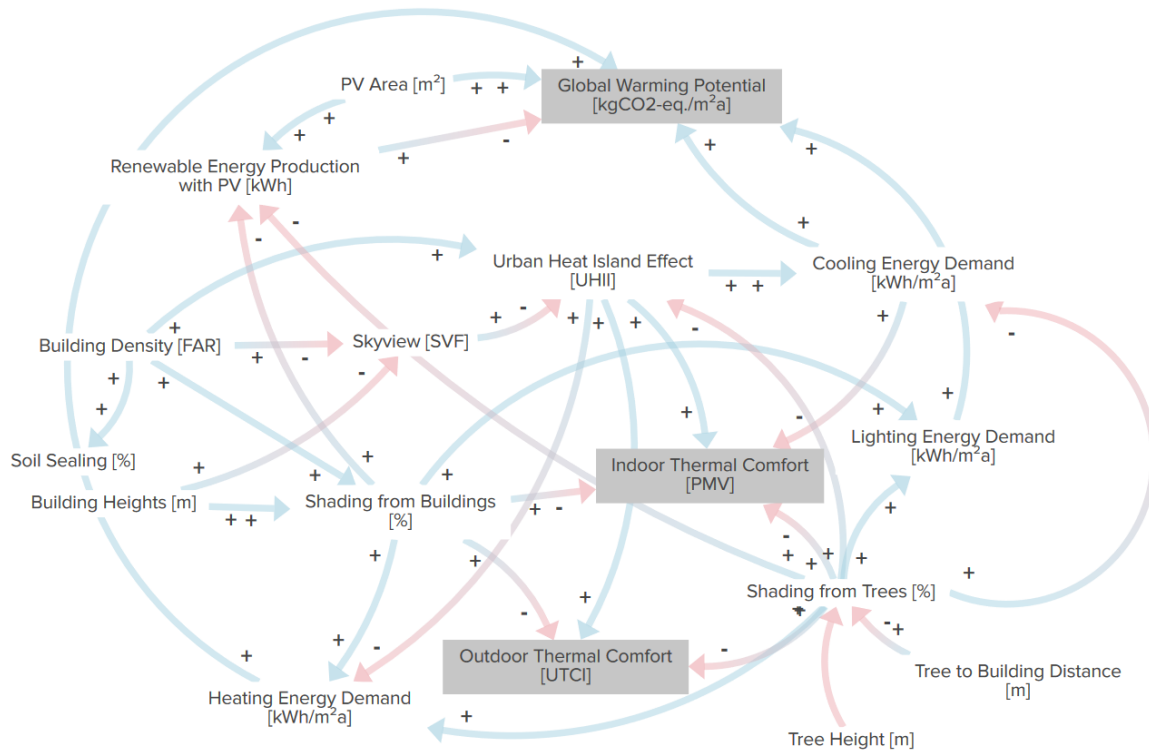 PV Area [m²]
Global Warming Potential
[kgCO2-eq./m²a]
Renewable Energy Production
with PV [kWh]
Urban Heat Island Effect
[UHII]
Cooling Energy Demand
[kWh/m²a]
Building Density [FAR]
Skyview [SVF]
Lighting Energy Demand
[kWh/m²a]
Soil Sealing [%]
Indoor Thermal Comfort
[PMV]
Building Heights [m]
Shading from Buildings
[%]
Shading from Trees [%]
Outdoor Thermal Comfort
[UTCI]
Tree to Building Distance
[m]
Heating Energy Demand
[kWh/m²a]
Tree Height [m]